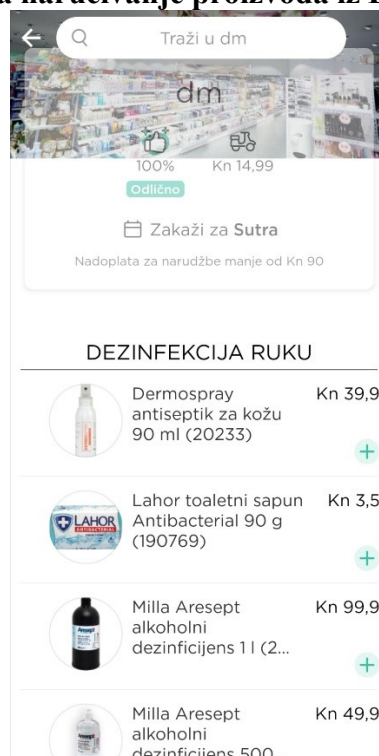 a naručivanje proizvoda iz
Traži u dm
dm
100%
Kn 14,99
Odlično
Zakaži za Sutra
Nadoplata za narudžbe manje od Kn 90
DEZINFEKCIJA RUKU
Dermospray Kn 39,9
antiseptik za kožu
90 ml (20233)
Lahor toaletni sapun Kn 3,5
Antibacterial 90 g
(190769)
LAHOR
ANTIBACTERIAL
Milla Aresept Kn 99,9
alkoholni
dezinficijens 1 l (2...
Aresept
Milla Aresept Kn 49,9
alkoholni
dezinficijens 500
Aresept